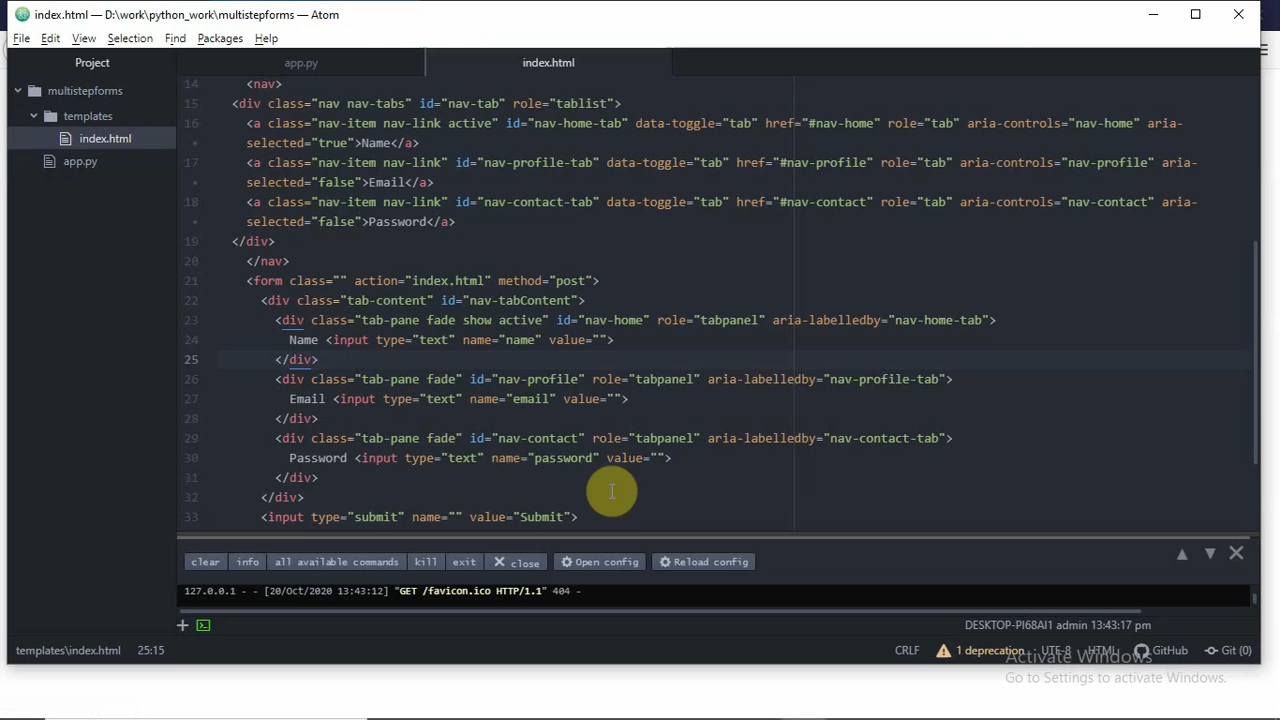 index.html — D:\work\python_work\multistepforms — Atom
File Edit View Selection Find Packages Help
Project
app.py
index.html
multistepforms
templates
index.html
app.py
14 <nav>
15 <div class="nav nav-tabs" id="nav-tab" role="tablist">
16 <a class="nav-item nav-link active" id="nav-home-tab" data-toggle="tab" href="#nav-home" role="tab" aria-controls="nav-home" aria-
• selected="true">Name</a>
17 <a class="nav-item nav-link" id="nav-profile-tab" data-toggle="tab" href="#nav-profile" role="tab" aria-controls="nav-profile" aria-
• selected="false">Email</a>
18 <a class="nav-item nav-link" id="nav-contact-tab" data-toggle="tab" href="#nav-contact" role="tab" aria-controls="nav-contact" aria-
• selected="false">Password</a>
19 </div>
20 </nav>
21 <form class="" action="index.html" method="post">
22 <div class="tab-content" id="nav-tabContent">
23 <div class="tab-pane fade show active" id="nav-home" role="tabpanel" aria-labelledby="nav-home-tab">
24 Name <input type="text" name="name" value="">
25 </div>
26 <div class="tab-pane fade" id="nav-profile" role="tabpanel" aria-labelledby="nav-profile-tab">
27 Email <input type="text" name="email" value="">
28 </div>
29 <div class="tab-pane fade" id="nav-contact" role="tabpanel" aria-labelledby="nav-contact-tab">
30 Password <input type="text" name="password" value="">
31 </div>
32 </div>
33 <input type="submit" name="" value="Submit">
clear info all available commands kill exit close Open config Reload config
127.0.0.1 - - [20/Oct/2020 13:43:12] "GET /favicon.ico HTTP/1.1" 404 -
DESKTOP-PI68AI1 admin 13:43:17 pm
templates\index.html 25:15 CRLF 1 deprecation UTF-8 HTML GitHub Git (0)
Activate Windows
Go to Settings to activate Windows.